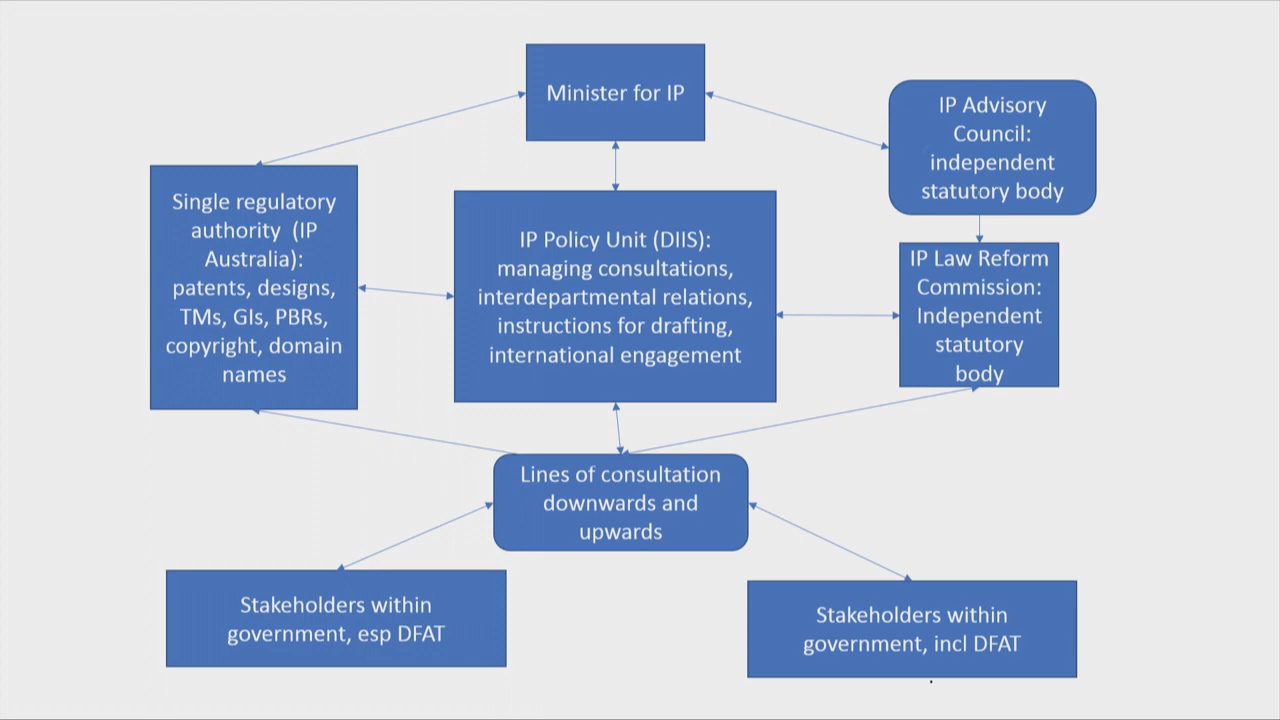 Minister for IP
IP Advisory
Council:
independent
statutory body
Single regulatory
authority (IP
Australia):
patents, designs,
TMs, GIs, PBRs,
copyright, domain
names
IP Policy Unit (DIIS):
managing consultations,
interdepartmental relations,
instructions for drafting,
international engagement
IP Law Reform
Commission:
Independent
statutory
body
Lines of consultation
downwards and
upwards
Stakeholders within
government, esp DFAT
Stakeholders within
government, incl DFAT
.